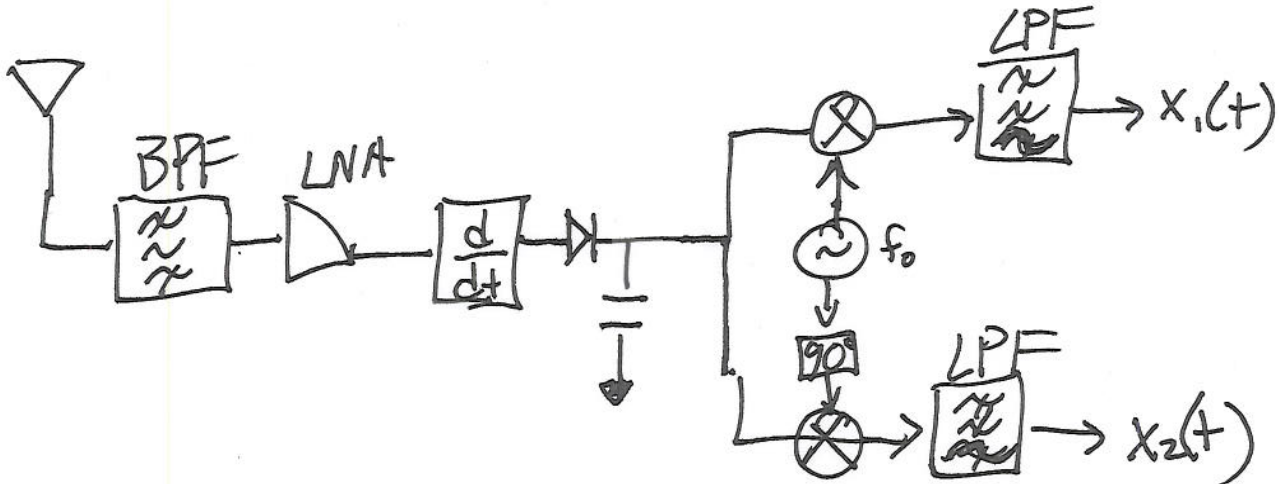 LPF
BPF
LNA
X₁(t)
d
dt
f₀
90°
LPF
X₂(t)